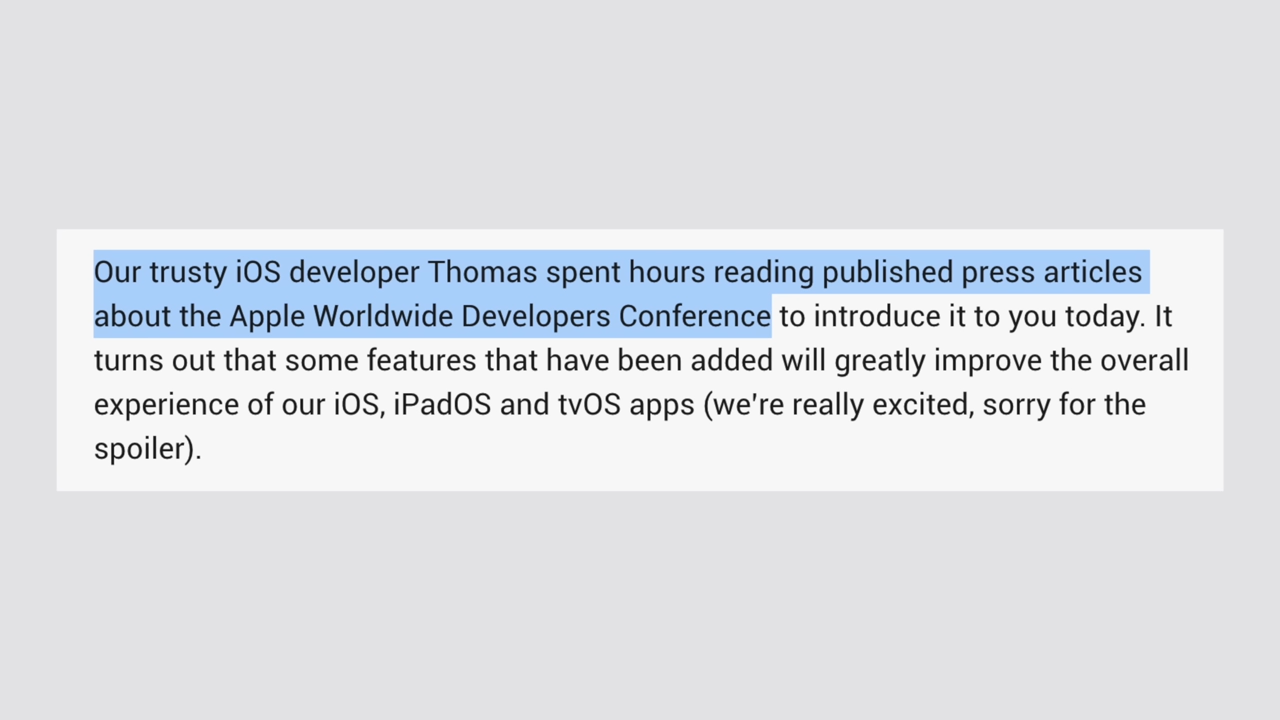 Our trusty iOS developer Thomas spent hours reading published press articles
about the Apple Worldwide Developers Conference to introduce it to you today. It
turns out that some features that have been added will greatly improve the overall
experience of our iOS, iPadOS and tvOS apps (we're really excited, sorry for the
spoiler).